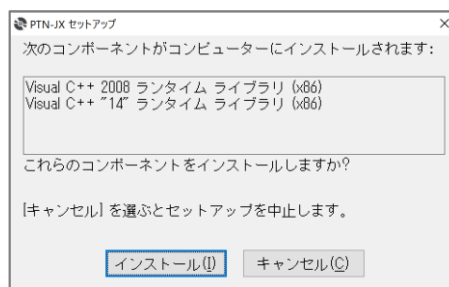 PTN-JX セットアップ
次のコンポーネントがコンピューターにインストールされます:
Visual C++ 2008 ランタイム ライブラリ (x86)
Visual C++ "14" ランタイム ライブラリ (x86)
これらのコンポーネントをインストールしますか?
[キャンセル] を選ぶとセットアップを中止します。
インストール(I) キャンセル(C)